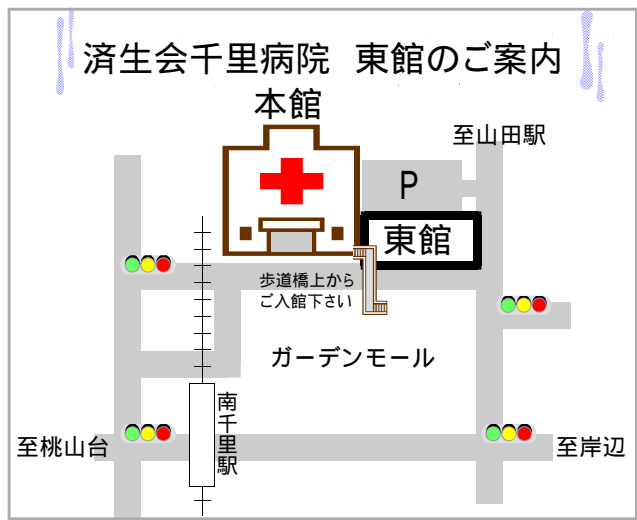 済生会千里病院　東館のご案内
本館
至山田駅
P
東館
歩道橋上から
ご入館下さい
ガーデンモール
南千里駅
至桃山台
至岸辺